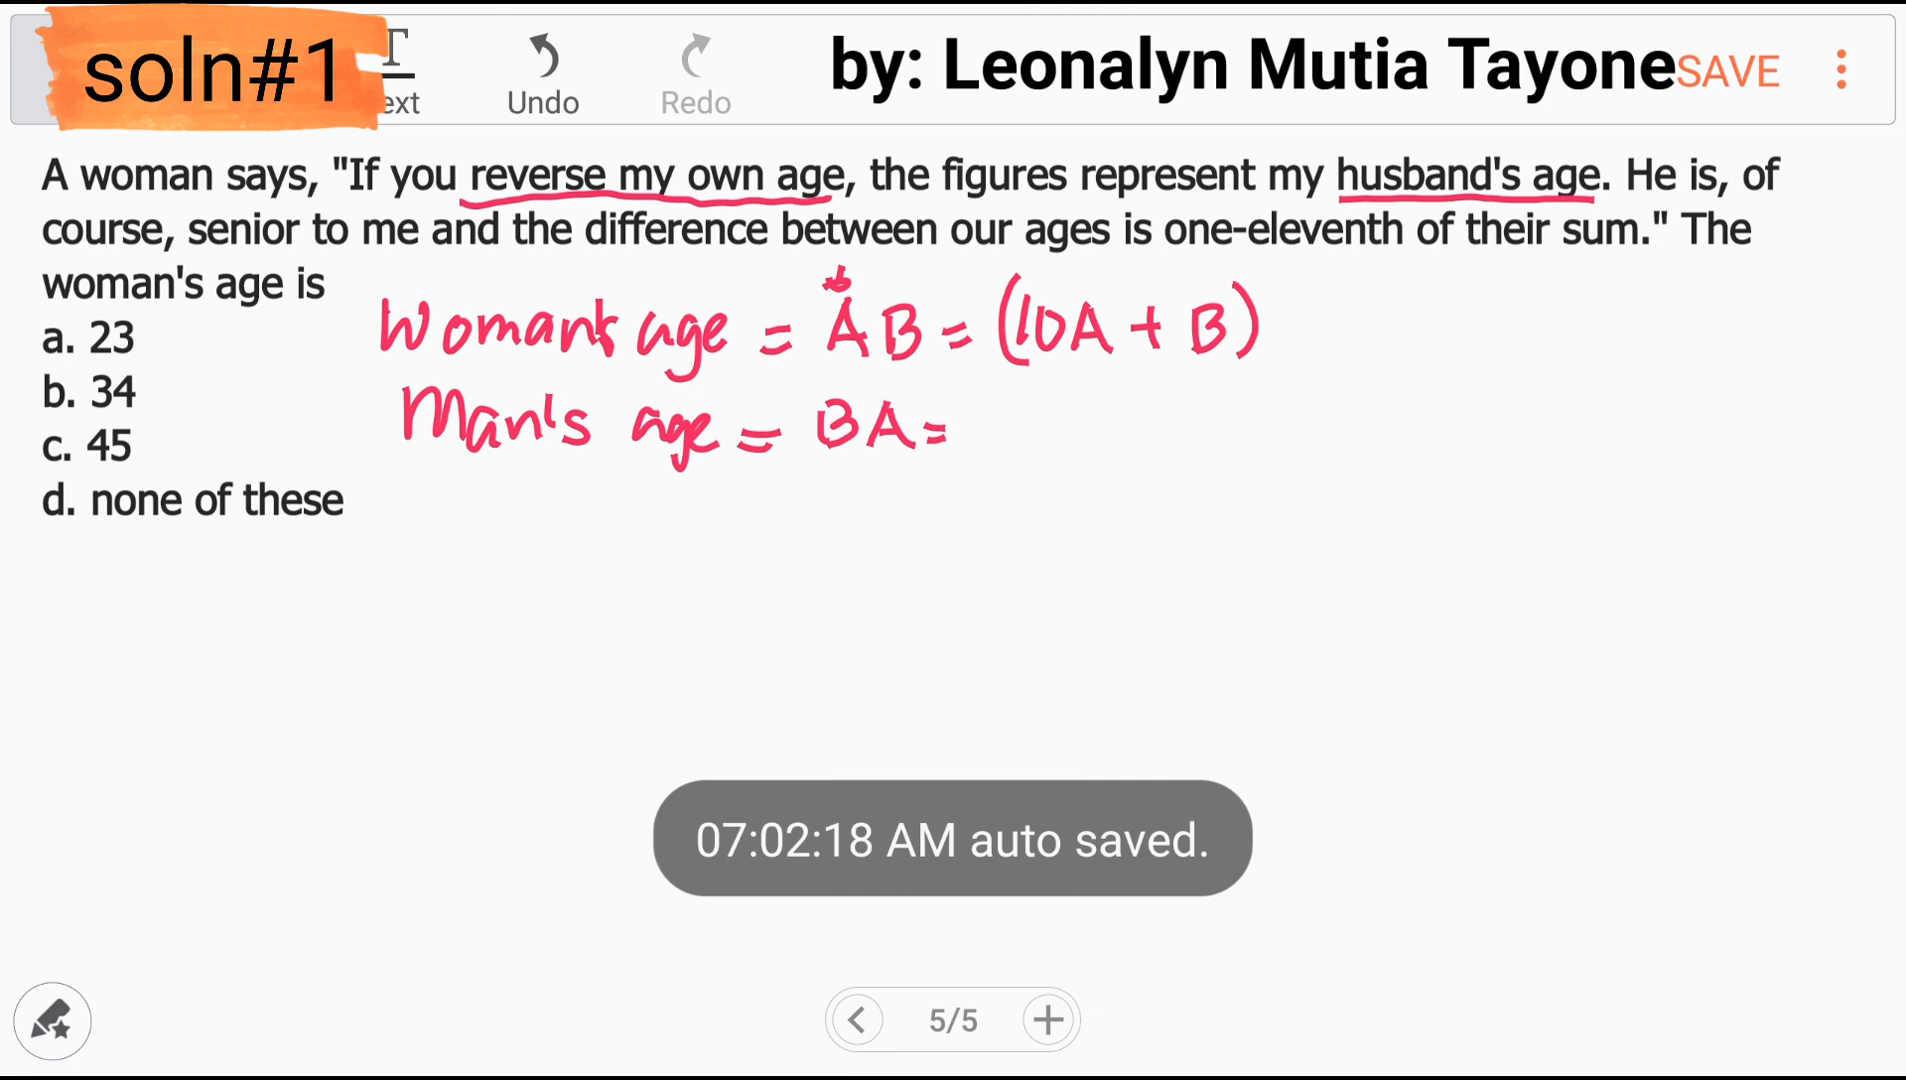 soln#1
ext
Undo
Redo
by: Leonalyn Mutia Tayone
SAVE
A woman says, "If you reverse my own age, the figures represent my husband's age. He is, of
course, senior to me and the difference between our ages is one-eleventh of their sum." The
woman's age is
a. 23
b. 34
c. 45
d. none of these
Woman's age = AB = (10A + B)
Man's age = BA =
07:02:18 AM auto saved.
5/5